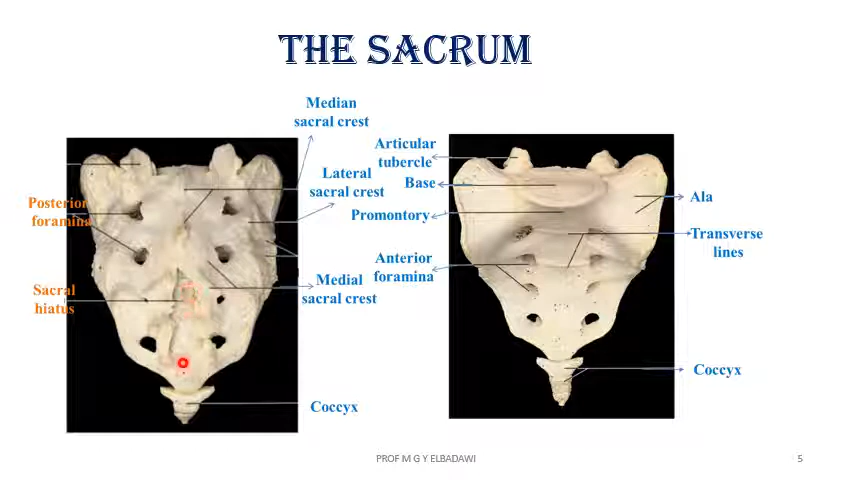 THE SACRUM
Median
sacral crest
Lateral
sacral crest
Posterior
foramina
Sacral
hiatus
Medial
sacral crest
Coccyx
Articular
tubercle
Base
Promontory
Anterior
foramina
Ala
Transverse
lines
Coccyx
PROF M G Y ELBADAWI
5